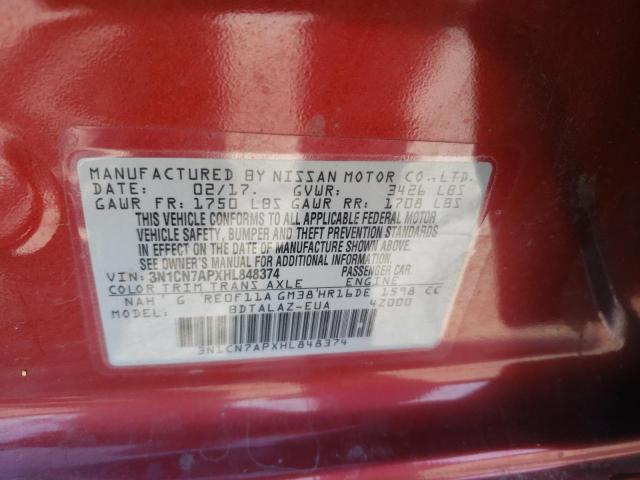 MANUFACTURED BY NISSAN MOTOR CO.,LTD.
DATE: 02/17. GVWR: 3426 LBS
GAWR FR: 1750 LBS GAWR RR: 1708 LBS
THIS VEHICLE CONFORMS TO ALL APPLICABLE FEDERAL MOTOR
VEHICLE SAFETY, BUMPER AND THEFT PREVENTION STANDARDS
IN EFFECT ON THE DATE OF MANUFACTURE SHOWN ABOVE.
SEE OWNER'S MANUAL FOR ADDITIONAL INFORMATION.
VIN: 3N1CN7APXHL848374 PASSENGER CAR.
COLOR TRIM TRANS AXLE ENGINE
NAH G RE0F11A GM38 HR16DE 1598 CC
MODEL: BDTALAZ-EUA 42000
3N1CN7APXHL848374